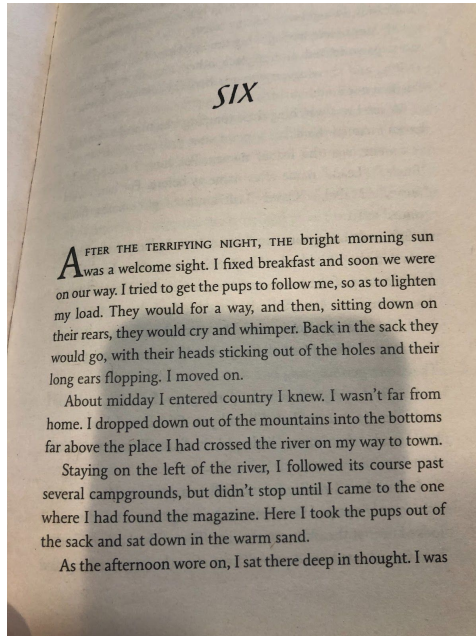 SIX
AFTER THE TERRIFYING NIGHT, THE bright morning sun
was a welcome sight. I fixed breakfast and soon we were
on our way. I tried to get the pups to follow me, so as to lighten
my load. They would for a way, and then, sitting down on
their rears, they would cry and whimper. Back in the sack they
would go, with their heads sticking out of the holes and their
long ears flopping. I moved on.
About midday I entered country I knew. I wasn't far from
home. I dropped down out of the mountains into the bottoms
far above the place I had crossed the river on my way to town.
Staying on the left of the river, I followed its course past
several campgrounds, but didn't stop until I came to the one
where I had found the magazine. Here I took the pups out of
the sack and sat down in the warm sand.
As the afternoon wore on, I sat there deep in thought. I was